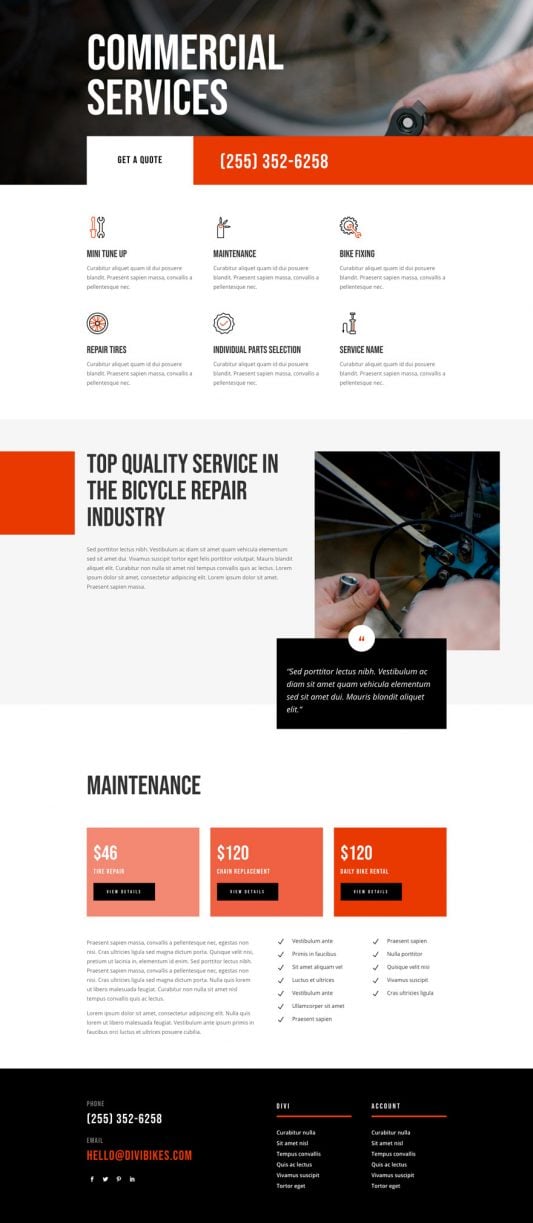 COMMERCIAL
SERVICES
GET A QUOTE
(255) 352-6258
MINI TUNE UP
Curabitur aliquet quam id dui posuere
blandit. Praesent sapien massa, convallis a
pellentesque nec.
MAINTENANCE
Curabitur aliquet quam id dui posuere
blandit. Praesent sapien massa, convallis a
pellentesque nec.
BIKE FIXING
Curabitur aliquet quam id dui posuere
blandit. Praesent sapien massa, convallis a
pellentesque nec.
REPAIR TIRES
Curabitur aliquet quam id dui posuere
blandit. Praesent sapien massa, convallis a
pellentesque nec.
INDIVIDUAL PARTS SELECTION
Curabitur aliquet quam id dui posuere
blandit. Praesent sapien massa, convallis a
pellentesque nec.
SERVICE NAME
Curabitur aliquet quam id dui posuere
blandit. Praesent sapien massa, convallis a
pellentesque nec.
TOP QUALITY SERVICE IN
THE BICYCLE REPAIR
INDUSTRY
Sed porttitor lectus nibh. Vestibulum ac diam sit amet quam vehicula elementum
sed sit amet dui. Vivamus suscipit tortor eget felis porttitor volutpat. Mauris blandit
aliquet elit. Curabitur non nulla sit amet nisl tempus convallis quis ac lectus. Lorem
ipsum dolor sit amet, consectetur adipiscing elit. Lorem ipsum dolor sit amet.
Praesent sapien massa.
“
“Sed porttitor lectus nibh. Vestibulum ac
diam sit amet quam vehicula elementum
sed sit amet dui. Mauris blandit aliquet
elit.”
MAINTENANCE
$46
TIRE REPAIR
VIEW DETAILS
$120
CHAIN REPLACEMENT
VIEW DETAILS
$120
DAILY BIKE RENTAL
VIEW DETAILS
Praesent sapien massa, convallis a pellentesque nec, egestas non
nisi. Cras ultricies ligula sed magna dictum porta. Quisque velit nisi,
pretium ut lacinia in, elementum id enim. Sed porttitor lectus nibh.
Praesent sapien massa, convallis a pellentesque nec, egestas non
nisi. Cras ultricies ligula sed magna dictum porta. Nulla quis lorem
ut libero malesuada feugiat. Curabitur non nulla sit amet nisl
tempus convallis quis ac lectus.
Lorem ipsum dolor sit amet, consectetur adipiscing elit. Nulla quis
lorem ut libero malesuada feugiat. Vestibulum ante ipsum primis in
faucibus orci luctus et ultrices posuere cubilia.
Vestibulum ante
Primis in faucibus
Sit amet aliquam vel
Luctus et ultrices
Vestibulum ante
Ullamcorper sit amet
Praesent sapien
Praesent sapien
Nulla porttitor
Quisque velit nisi
Vivamus suscipit
Cras ultricies ligula
PHONE
(255) 352-6258
EMAIL
HELLO@DIVIBIKES.COM
DIVI
Curabitur nulla
Sit amet nisl
Tempus convallis
Quis ac lectus
Vivamus suscipit
Tortor eget
ACCOUNT
Curabitur nulla
Sit amet nisl
Tempus convallis
Quis ac lectus
Vivamus suscipit
Tortor eget